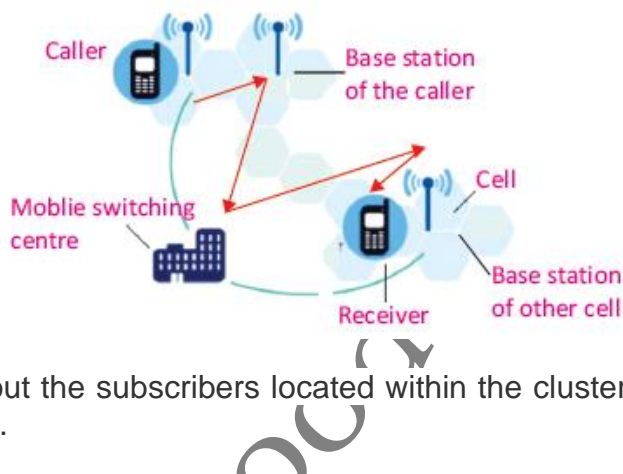 Caller
Base station
of the caller
Cell
Moblie switching
centre
Base station
of other cell
Receiver
out the subscribers located within the cluster
.